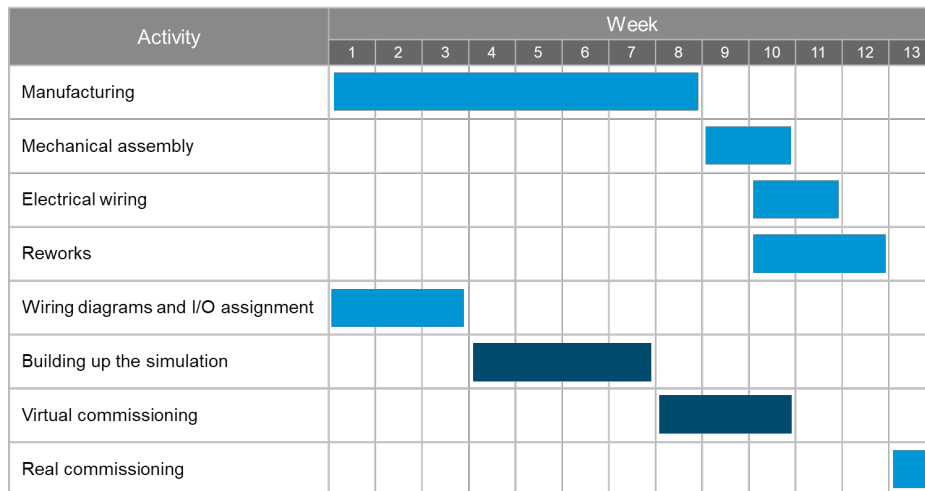 Activity
Week
1 2 3 4 5 6 7 8 9 10 11 12 13
Manufacturing
Mechanical assembly
Electrical wiring
Reworks
Wiring diagrams and I/O assignment
Building up the simulation
Virtual commissioning
Real commissioning